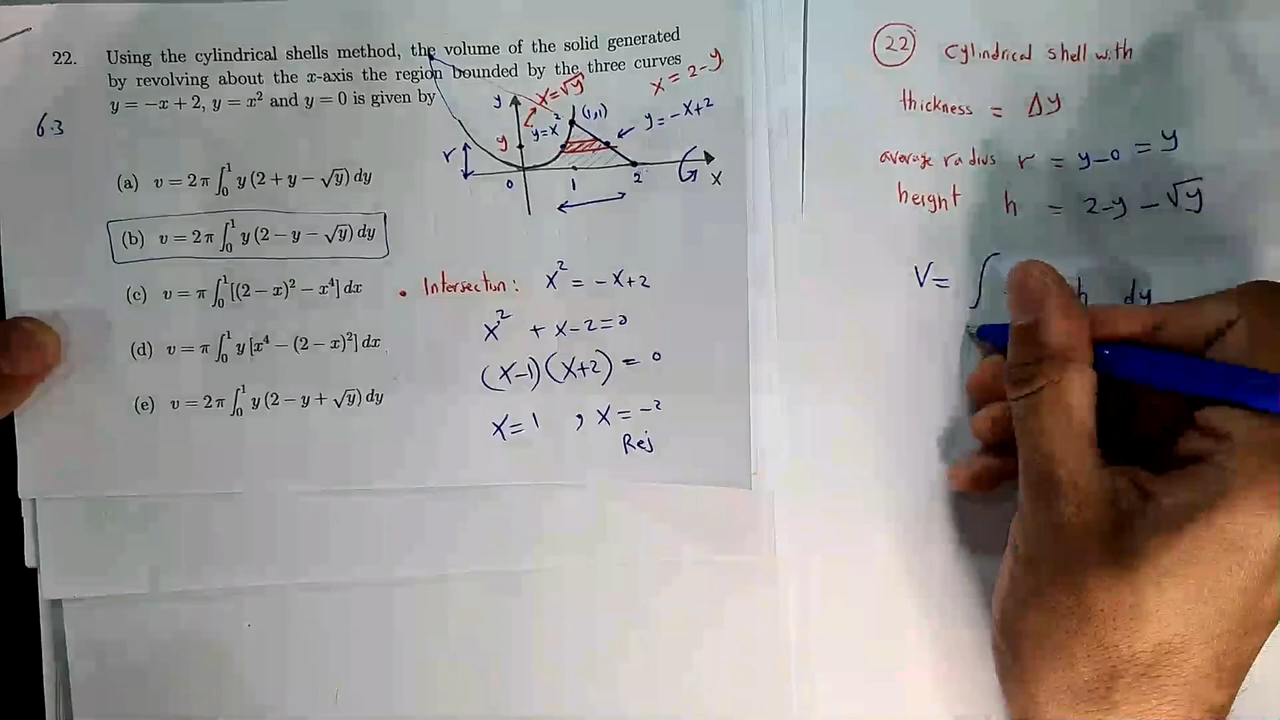 22. Using the cylindrical shells method, the volume of the solid generated
by revolving about the x-axis the region bounded by the three curves
y = −x + 2, y = x² and y = 0 is given by
6.3
(a) v = 2π ∫₀¹ y(2 + y − √y) dy
(b) v = 2π ∫₀¹ y(2 − y − √y) dy
(c) v = π ∫₀¹ [(2 − x)² − x⁴] dx
(d) v = π ∫₀¹ y[x⁴ − (2 − x)²] dx
(e) v = 2π ∫₀¹ y(2 − y + √y) dy
y
x=√y
x = 2-y
(1,1)
y=x²
y=-x+2
y
r
0
1
2
X
• Intersection: x² = -x+2
x² + x-2=0
(x-1)(x+2) = 0
x=1 , x=-2
Rej
22 Cylindrical shell with
thickness = Δy
average radius r = y-0 = y
height h = 2-y-√y
V= ∫ h dy